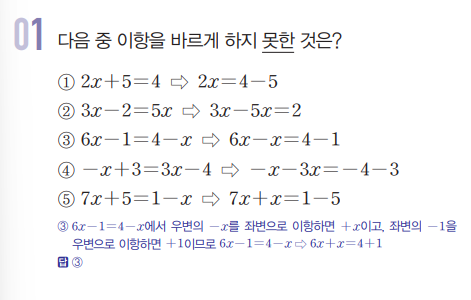 01 다음 중 이항을 바르게 하지 못한 것은?
① 2x+5=4 ⇨ 2x=4-5
② 3x-2=5x ⇨ 3x-5x=2
③ 6x-1=4-x ⇨ 6x-x=4-1
④ -x+3=3x-4 ⇨ -x-3x=-4-3
⑤ 7x+5=1-x ⇨ 7x+x=1-5
③ 6x-1=4-x에서 우변의 -x를 좌변으로 이항하면 +x이고, 좌변의 -1을
우변으로 이항하면 +1이므로 6x-1=4-x ⇨ 6x+x=4+1
답 ③